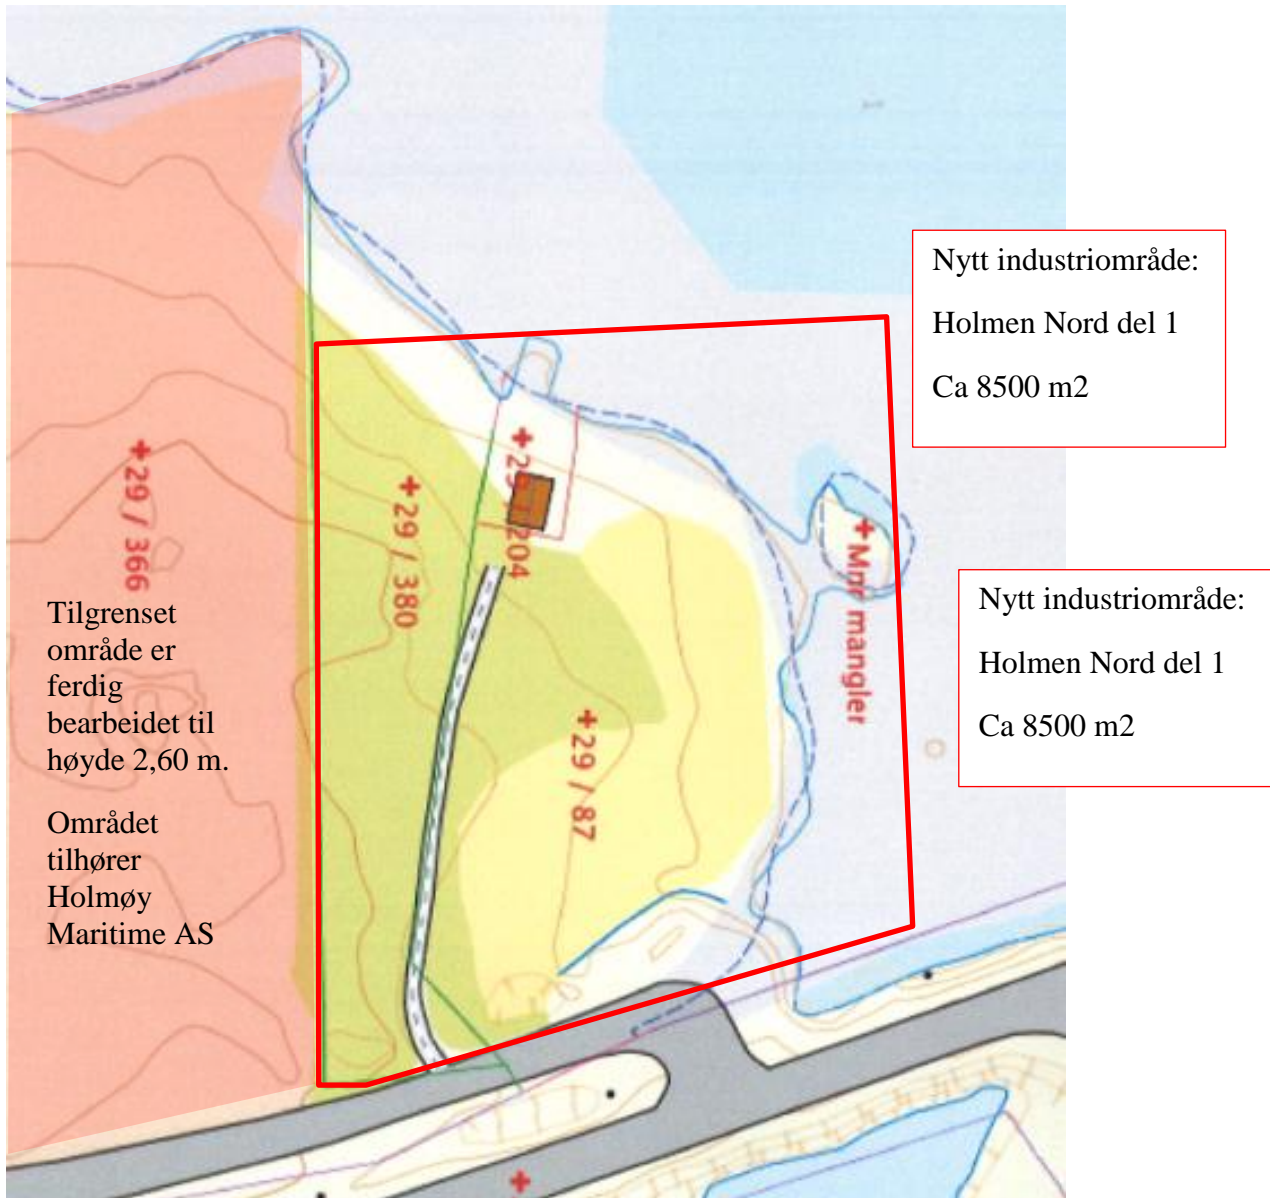 Nytt industriområde:
Holmen Nord del 1
Ca 8500 m2
+29 / 366
+29 / 380
+Mnr mangler
Nytt industriområde:
Holmen Nord del 1
Ca 8500 m2
Tilgrenset
område er
ferdig
bearbeidet til
høyde 2,60 m.
Området
tilhører
Holmøy
Maritime AS
+29 / 87